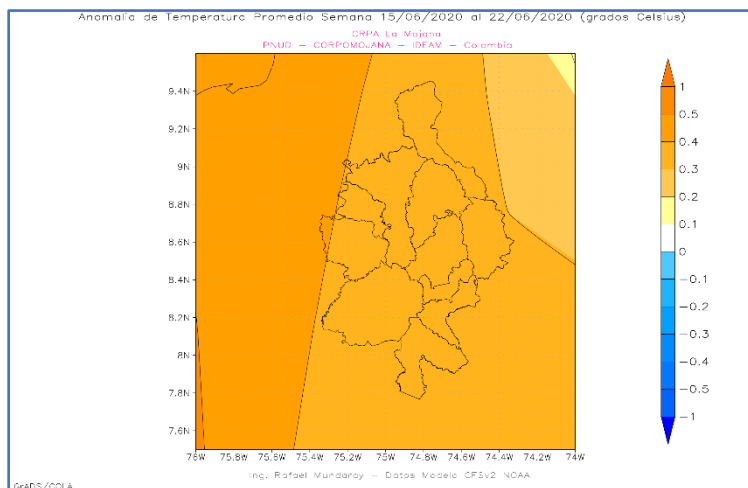 Anomalia de Temperatura Promedio Semana 15/06/2020 al 22/06/2020 (grados Celsius)
CRPA La Mojana
PNUD – CORPOMOJANA – IDEAM – Colombia
9.4N
9.2N
9N
8.8N
8.6N
8.4N
8.2N
8N
7.8N
7.6N
76W 75.8W 75.6W 75.4W 75.2W 75W 74.8W 74.6W 74.4W 74.2W 74W
1
0.5
0.4
0.3
0.2
0.1
0
−0.1
−0.2
−0.3
−0.4
−0.5
−1
Ing. Rafael Mundaray – Datos Modelo CFSv2 NOAA
GrADS/COLA